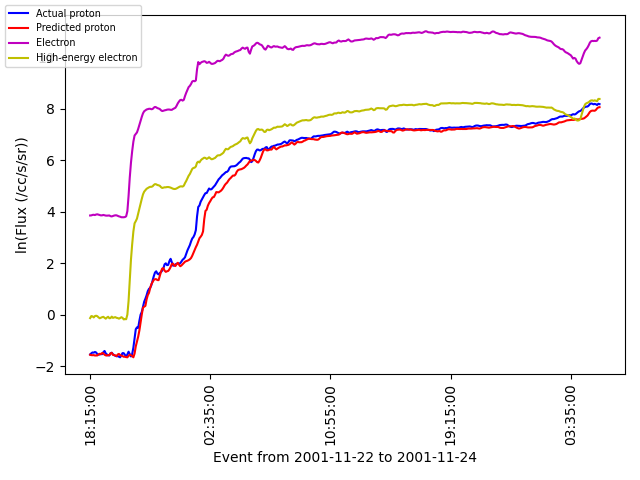 Actual proton
Predicted proton
Electron
High-energy electron
ln(Flux (/cc/s/sr))
8
6
4
2
0
−2
18:15:00
02:35:00
10:55:00
19:15:00
03:35:00
Event from 2001-11-22 to 2001-11-24